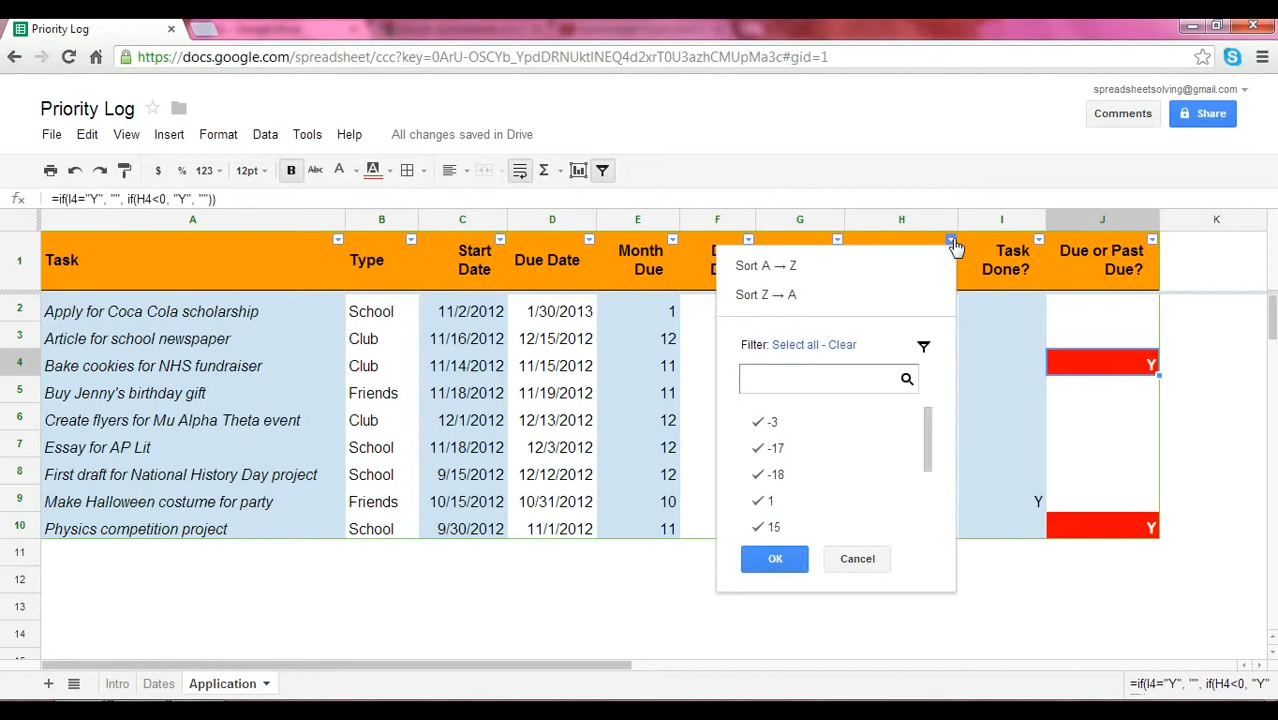 Priority Log
https://docs.google.com/spreadsheet/ccc?key=0ArU-OSCYb_YpdDRNUktINEQ4d2xrT0U3azhCMUpMa3c#gid=1
spreadsheetsolving@gmail.com
Priority Log
Comments
Share
File Edit View Insert Format Data Tools Help All changes saved in Drive
$ % 123 12pt B Abc A A Σ
fx =if(I4="Y", "", if(H4<0, "Y", ""))
A B C D E F G H I J K
1 Task Type Start Date Due Date Month Due D D Task Done? Due or Past Due?
2 Apply for Coca Cola scholarship School 11/2/2012 1/30/2013 1
3 Article for school newspaper Club 11/16/2012 12/15/2012 12
4 Bake cookies for NHS fundraiser Club 11/14/2012 11/15/2012 11 Y
5 Buy Jenny's birthday gift Friends 11/18/2012 11/19/2012 11
6 Create flyers for Mu Alpha Theta event Club 12/1/2012 12/13/2012 12
7 Essay for AP Lit School 11/18/2012 12/3/2012 12
8 First draft for National History Day project School 9/15/2012 12/12/2012 12
9 Make Halloween costume for party Friends 10/15/2012 10/31/2012 10 Y
10 Physics competition project School 9/30/2012 11/1/2012 11 Y
11
12
13
14
Sort A → Z
Sort Z → A
Filter: Select all - Clear
-3
-17
-18
1
15
OK Cancel
Intro Dates Application
=if(I4="Y", "", if(H4<0, "Y"